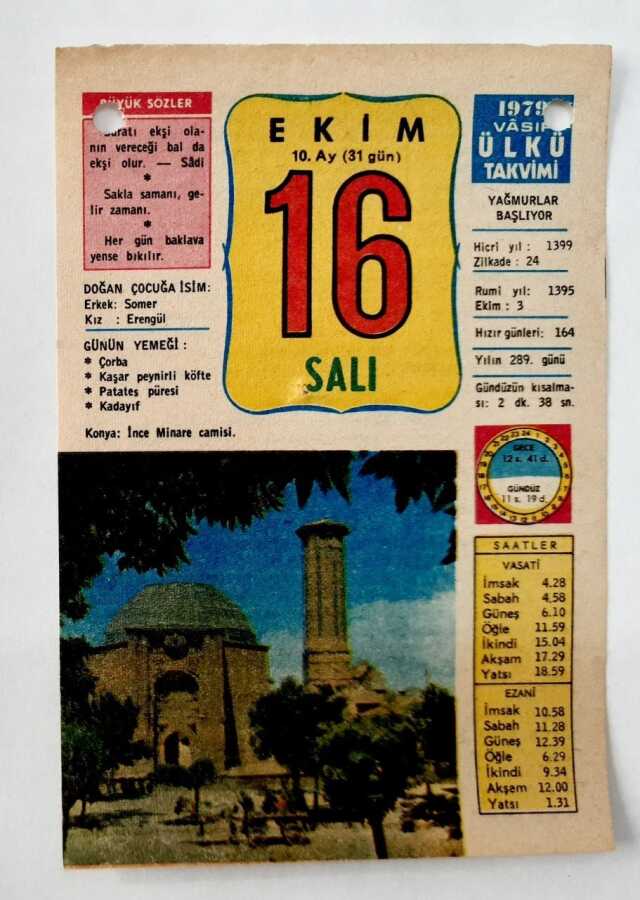 BÜYÜK SÖZLER
Suratı ekşi ola-
nın vereceği bal da
ekşi olur. — Sâdi
*
Sakla samanı, ge-
lir zamanı.
*
Her gün baklava
yense bıkılır.
DOĞAN ÇOCUĞA İSİM:
Erkek: Somer
Kız : Erengül
GÜNÜN YEMEĞİ :
* Çorba
* Kaşar peynirli köfte
* Patates püresi
* Kadayıf
EKİM
10. Ay (31 gün)
16
SALI
1979
VÂSIF
ÜLKÜ
TAKVİMİ
YAĞMURLAR
BAŞLIYOR
Hicrî yıl : 1399
Zilkade : 24
Rumî yıl: 1395
Ekim : 3
Hızır günleri: 164
Yılın 289. günü
Gündüzün kısalma-
sı: 2 dk. 38 sn.
GECE
12 s. 41 d.
GÜNDÜZ
11 s. 19 d.
SAATLER
VASATİ
İmsak 4.28
Sabah 4.58
Güneş 6.10
Öğle 11.59
İkindi 15.04
Akşam 17.29
Yatsı 18.59
EZANİ
İmsak 10.58
Sabah 11.28
Güneş 12.39
Öğle 6.29
İkindi 9.34
Akşam 12.00
Yatsı 1.31
Konya: İnce Minare camisi.